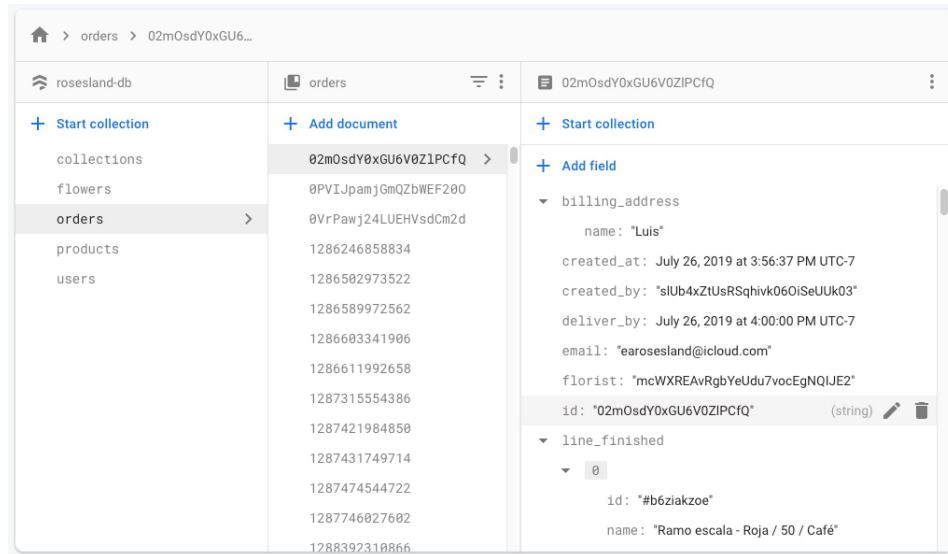 orders > 02mOsdY0xGU6…
rosesland-db
+ Start collection
collections
flowers
orders
products
users
orders
+ Add document
02mOsdY0xGU6V0ZlPCfQ
0PVIJpamjGmQZbWEF20O
0VrPawj24LUEHVsdCm2d
1286246858834
1286502973522
1286589972562
1286603341906
1286611992658
1287315554386
1287421984850
1287431749714
1287474544722
1287746027602
1288392310866
02mOsdY0xGU6V0ZlPCfQ
+ Start collection
+ Add field
billing_address
name: "Luis"
created_at: July 26, 2019 at 3:56:37 PM UTC-7
created_by: "slUb4xZtUsRSqhivk06OiSeUUk03"
deliver_by: July 26, 2019 at 4:00:00 PM UTC-7
email: "earosesland@icloud.com"
florist: "mcWXREAvRgbYeUdu7vocEgNQIJE2"
id: "02mOsdY0xGU6V0ZlPCfQ" (string)
line_finished
0
id: "#b6ziakzoe"
name: "Ramo escala - Roja / 50 / Café"